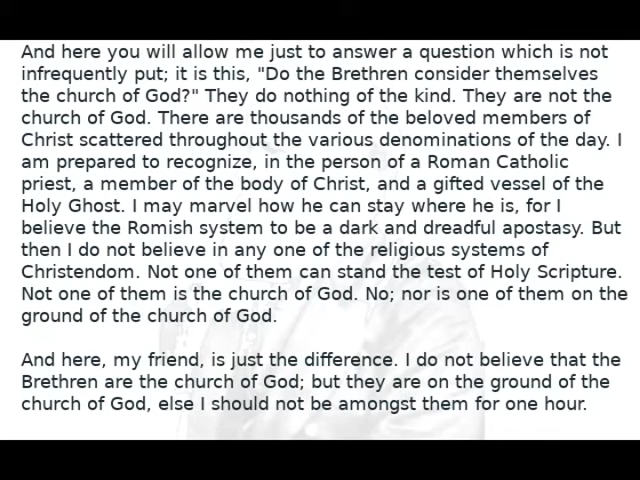 And here you will allow me just to answer a question which is not
infrequently put; it is this, "Do the Brethren consider themselves
the church of God?" They do nothing of the kind. They are not the
church of God. There are thousands of the beloved members of
Christ scattered throughout the various denominations of the day. I
am prepared to recognize, in the person of a Roman Catholic
priest, a member of the body of Christ, and a gifted vessel of the
Holy Ghost. I may marvel how he can stay where he is, for I
believe the Romish system to be a dark and dreadful apostasy. But
then I do not believe in any one of the religious systems of
Christendom. Not one of them can stand the test of Holy Scripture.
Not one of them is the church of God. No; nor is one of them on the
ground of the church of God.

And here, my friend, is just the difference. I do not believe that the
Brethren are the church of God; but they are on the ground of the
church of God, else I should not be amongst them for one hour.